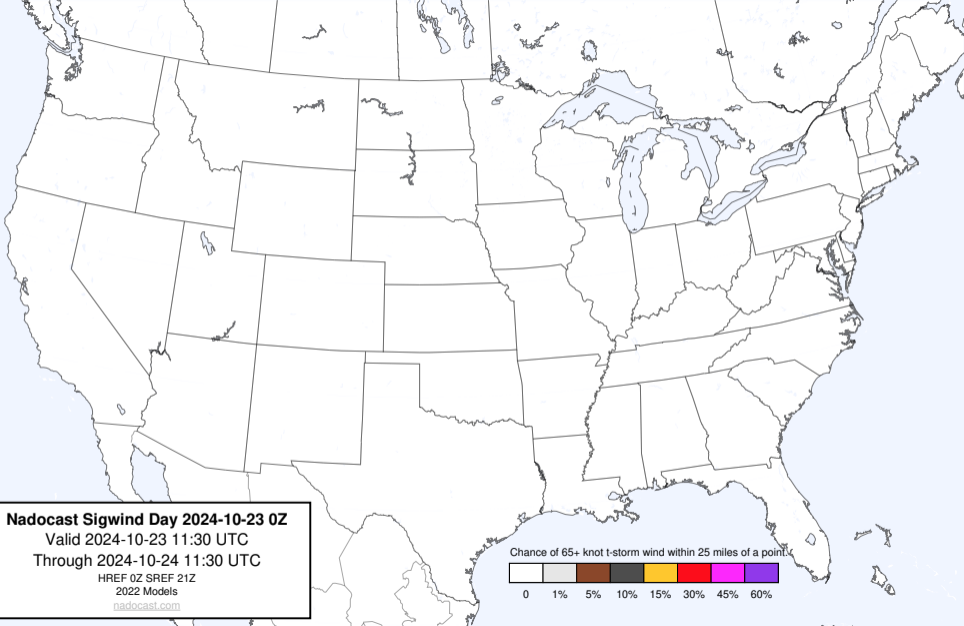 Nadocast Sigwind Day 2024-10-23 0Z
Valid 2024-10-23 11:30 UTC
Through 2024-10-24 11:30 UTC
HREF 0Z SREF 21Z
2022 Models
nadocast.com
Chance of 65+ knot t-storm wind within 25 miles of a point.
0 1% 5% 10% 15% 30% 45% 60%